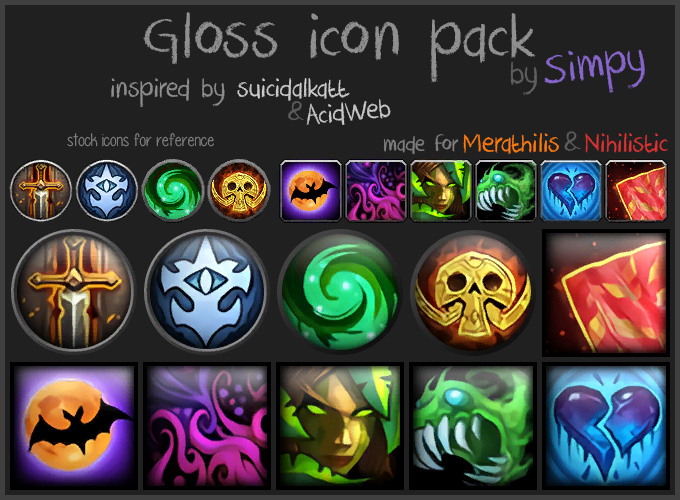 Gloss icon pack
by Simpy
inspired by suicidalkatt
& AcidWeb
stock icons for reference
made for Merathilis & Nihilistic